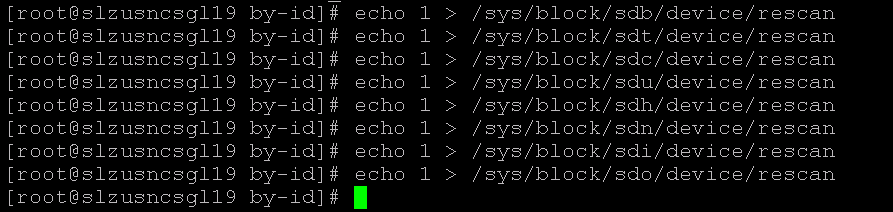 [root@slzusncsgl19 by-id]# echo 1 > /sys/block/sdb/device/rescan
[root@slzusncsgl19 by-id]# echo 1 > /sys/block/sdt/device/rescan
[root@slzusncsgl19 by-id]# echo 1 > /sys/block/sdc/device/rescan
[root@slzusncsgl19 by-id]# echo 1 > /sys/block/sdu/device/rescan
[root@slzusncsgl19 by-id]# echo 1 > /sys/block/sdh/device/rescan
[root@slzusncsgl19 by-id]# echo 1 > /sys/block/sdn/device/rescan
[root@slzusncsgl19 by-id]# echo 1 > /sys/block/sdi/device/rescan
[root@slzusncsgl19 by-id]# echo 1 > /sys/block/sdo/device/rescan
[root@slzusncsgl19 by-id]#